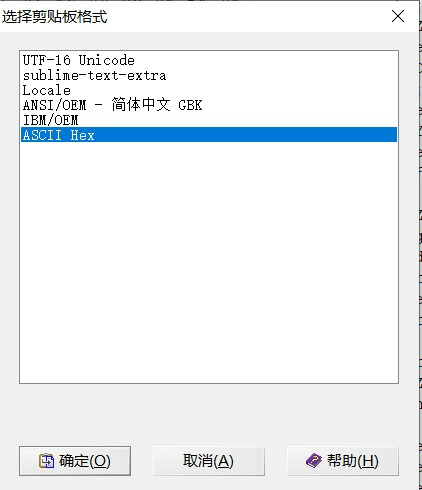 选择剪贴板格式
UTF-16 Unicode
sublime-text-extra
Locale
ANSI/OEM - 简体中文 GBK
IBM/OEM
ASCII Hex
确定(O)
取消(A)
帮助(H)